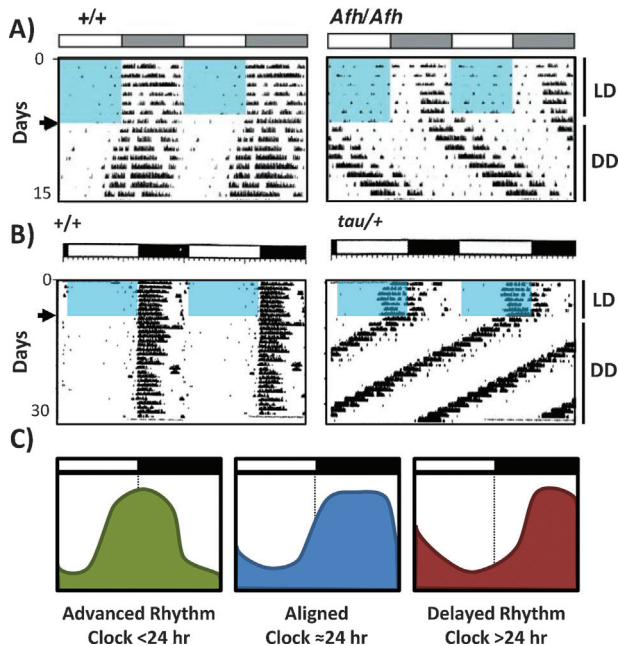 A)
+/+
Afh/Afh
0
Days
15
LD
DD
B)
+/+
tau/+
0
Days
30
LD
DD
C)
Advanced Rhythm
Clock <24 hr
Aligned
Clock ≈24 hr
Delayed Rhythm
Clock >24 hr